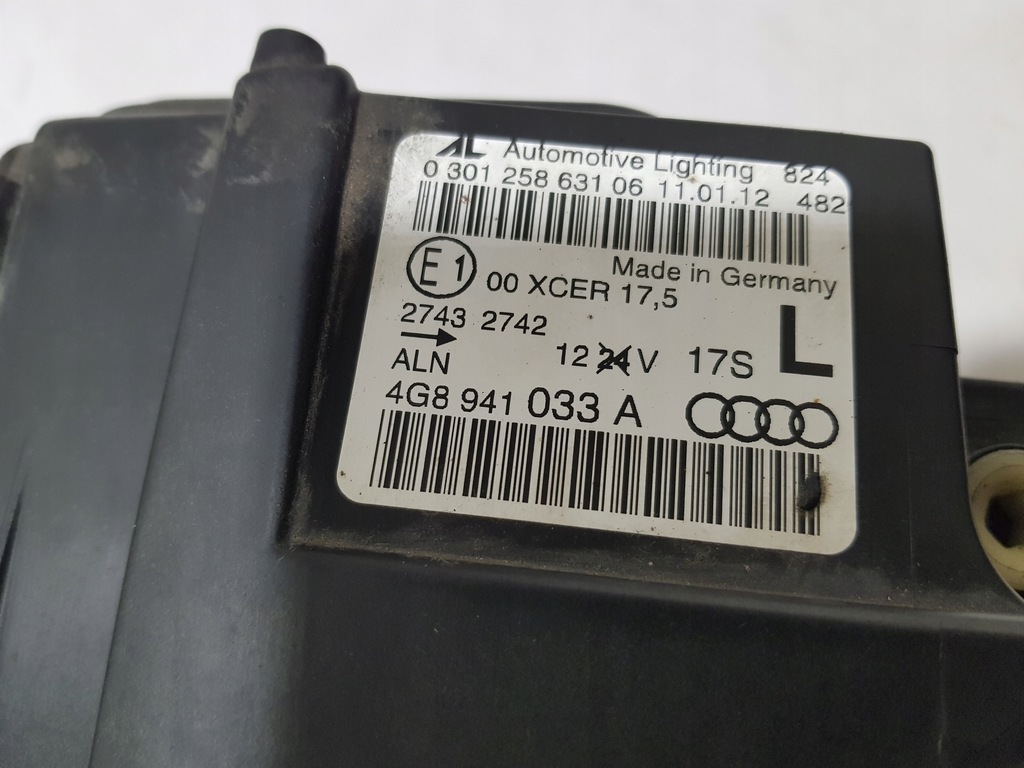 AL Automotive Lighting 824
0 301 258 631 06 11.01.12 482
Made in Germany
E1 00 XCER 17,5
2743 2742
L
ALN 12 24 V 17S
4G8 941 033 A